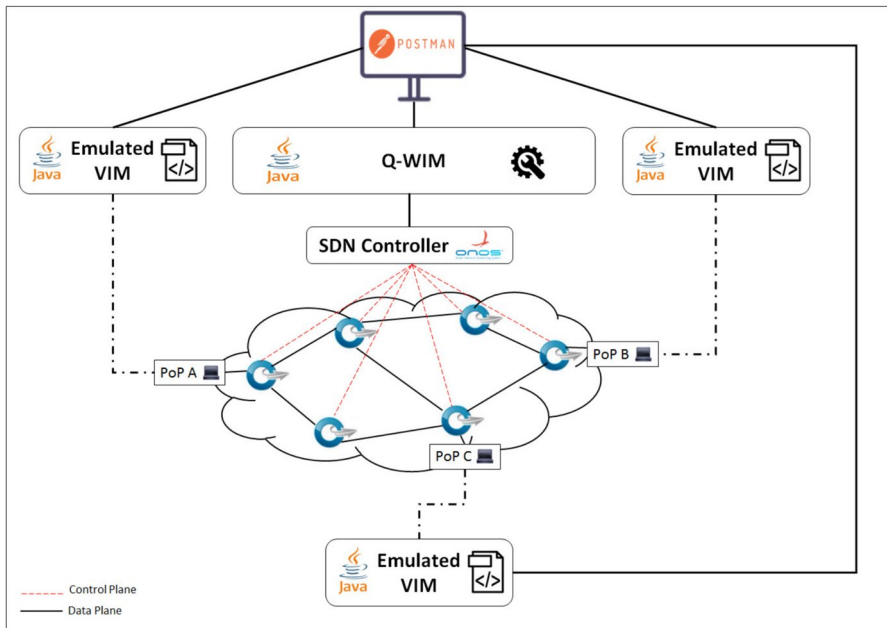 POSTMAN
Java
Emulated
VIM
</>
Java
Q-WIM
Java
Emulated
VIM
</>
SDN Controller
onos
PoP A
PoP B
PoP C
Java
Emulated
VIM
</>
Control Plane
Data Plane